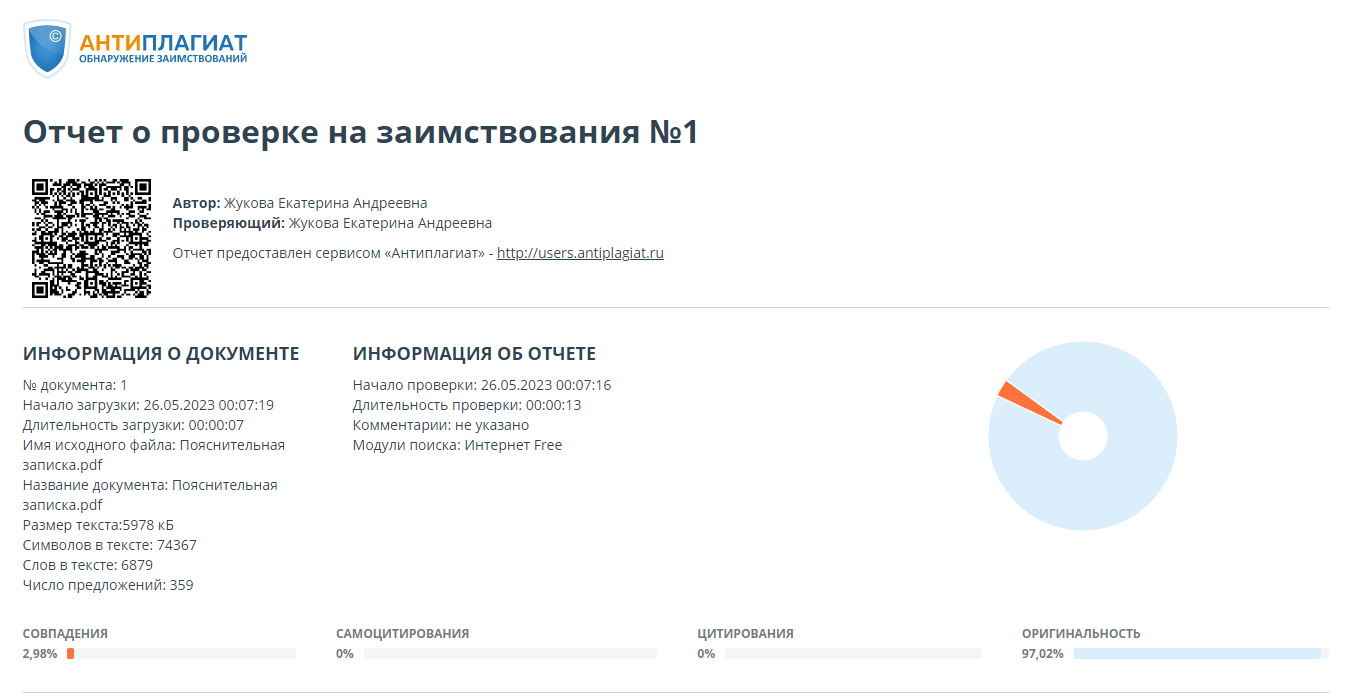 ©
АНТИПЛАГИАТ
ОБНАРУЖЕНИЕ ЗАИМСТВОВАНИЙ
Отчет о проверке на заимствования №1
Автор: Жукова Екатерина Андреевна
Проверяющий: Жукова Екатерина Андреевна
Отчет предоставлен сервисом «Антиплагиат» - http://users.antiplagiat.ru
ИНФОРМАЦИЯ О ДОКУМЕНТЕ
№ документа: 1
Начало загрузки: 26.05.2023 00:07:19
Длительность загрузки: 00:00:07
Имя исходного файла: Пояснительная
записка.pdf
Название документа: Пояснительная
записка.pdf
Размер текста:5978 кБ
Символов в тексте: 74367
Слов в тексте: 6879
Число предложений: 359
ИНФОРМАЦИЯ ОБ ОТЧЕТЕ
Начало проверки: 26.05.2023 00:07:16
Длительность проверки: 00:00:13
Комментарии: не указано
Модули поиска: Интернет Free
СОВПАДЕНИЯ
2,98%
САМОЦИТИРОВАНИЯ
0%
ЦИТИРОВАНИЯ
0%
ОРИГИНАЛЬНОСТЬ
97,02%